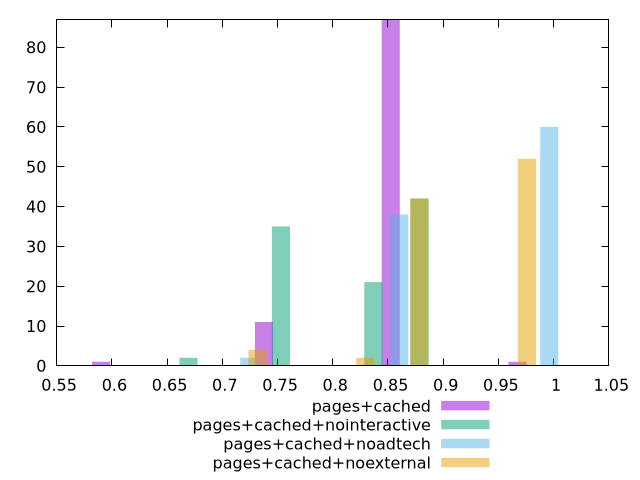 80
70
60
50
40
30
20
10
0
0.55 0.6 0.65 0.7 0.75 0.8 0.85 0.9 0.95 1 1.05
pages+cached
pages+cached+nointeractive
pages+cached+noadtech
pages+cached+noexternal